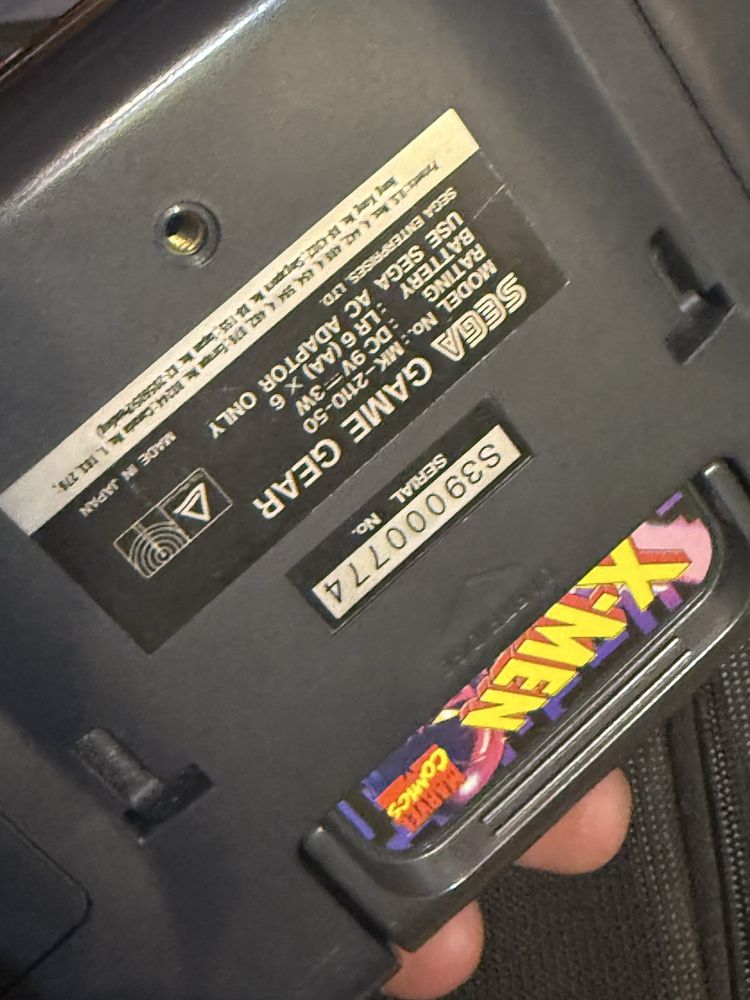 SEGA GAME GEAR
MODEL No. : MK-2110-50
RATING : DC 9V⎓3W
BATTERY : LR 6 (AA) × 6
USE SEGA AC ADAPTOR ONLY
SEGA ENTERPRISES, LTD.
MADE IN JAPAN
SERIAL No.
S39000774
X-MEN
MARVEL
COMICS